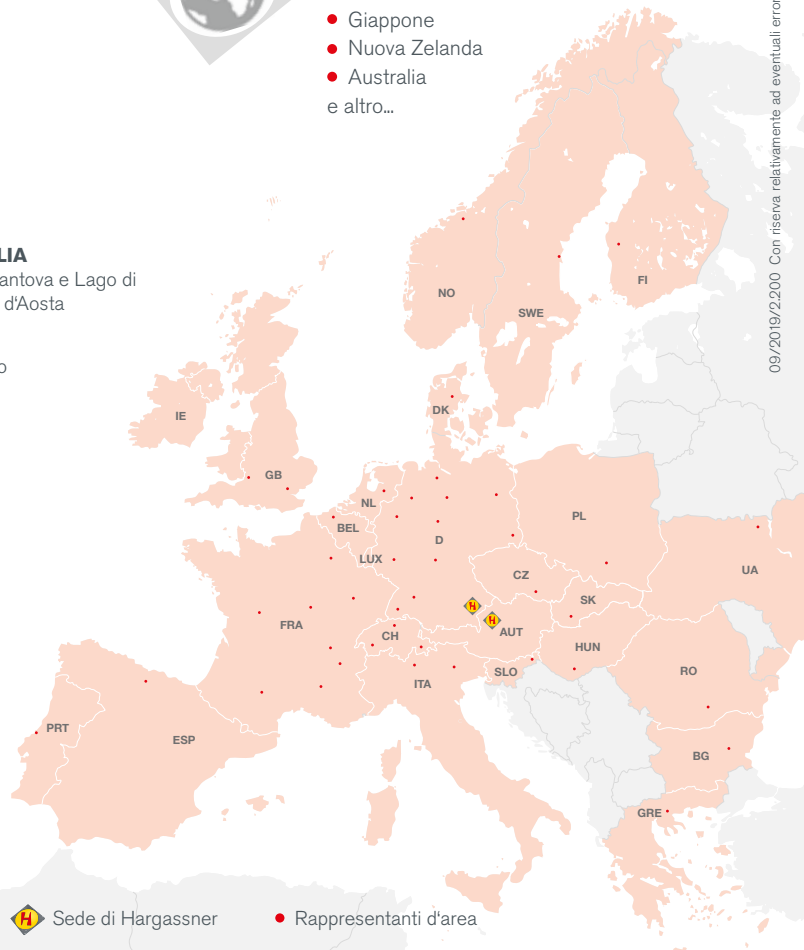 • Giappone
• Nuova Zelanda
• Australia
e altro...
09/2019/2.200 Con riserva relativamente ad eventuali error
LIA
antova e Lago di
d'Aosta
o
NO
SWE
FI
IE
GB
DK
NL
BEL
LUX
D
PL
CZ
SK
UA
FRA
CH
AUT
HUN
SLO
ITA
RO
PRT
ESP
BG
GRE
H
H
H Sede di Hargassner
• Rappresentanti d'area